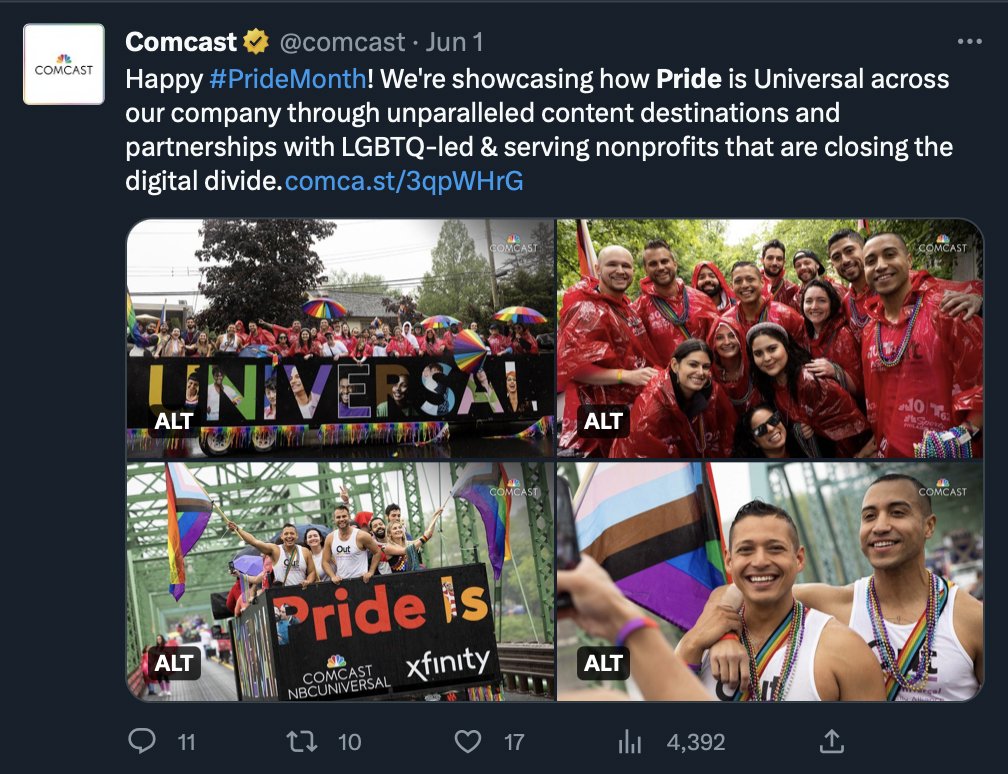 Comcast @comcast · Jun 1
COMCAST
Happy #PrideMonth! We're showcasing how Pride is Universal across
our company through unparalleled content destinations and
partnerships with LGBTQ-led & serving nonprofits that are closing the
digital divide.comca.st/3qpWHrG
COMCAST
UNIVERSAL
ALT
COMCAST
ALT
COMCAST
Out
Out
Pride Is
COMCAST
NBCUNIVERSAL
xfinity
ALT
COMCAST
Out
ALT
11
10
17
4,392